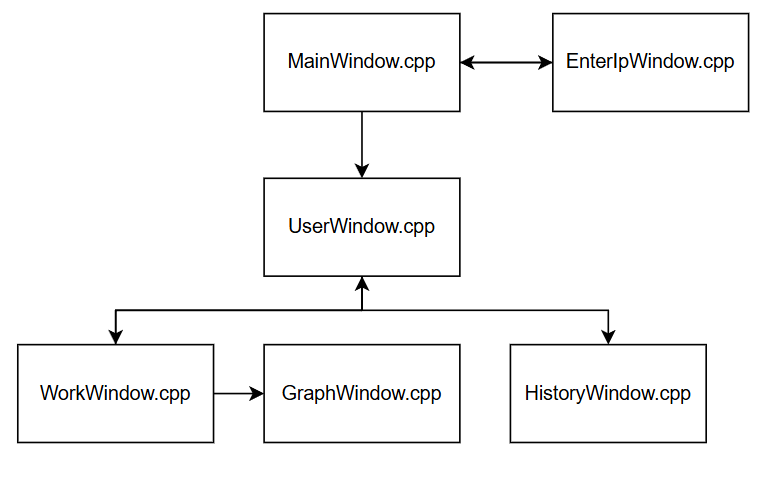 MainWindow.cpp
EnterIpWindow.cpp
UserWindow.cpp
WorkWindow.cpp
GraphWindow.cpp
HistoryWindow.cpp